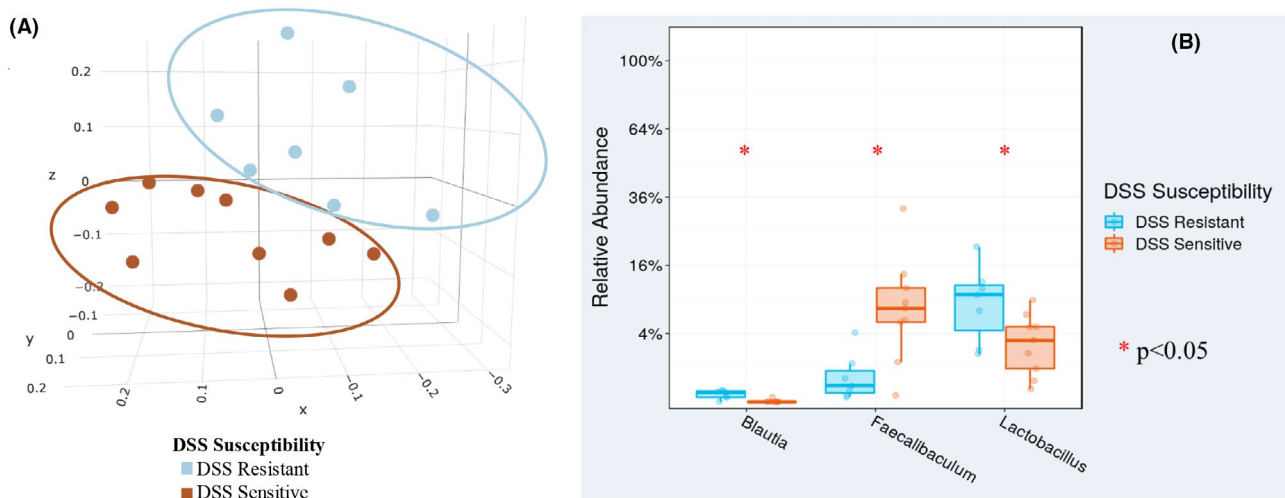 (A)
0.2
0.1
z
0
−0.1
−0.2
−0.1
y
0
0.1
0.2
0.2
0.1
0
−0.1
−0.2
−0.3
x
DSS Susceptibility
DSS Resistant
DSS Sensitive
(B)
100%
64%
36%
16%
4%
Relative Abundance
* * *
Blautia
Faecalibaculum
Lactobacillus
DSS Susceptibility
DSS Resistant
DSS Sensitive
* p<0.05